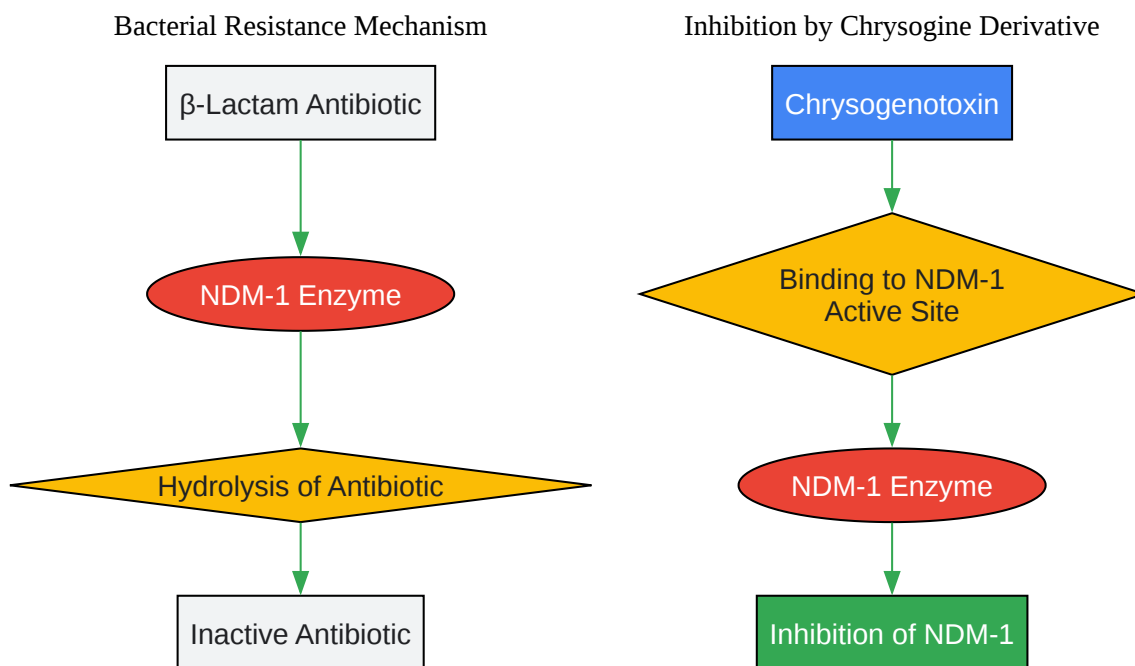 Bacterial Resistance Mechanism
β-Lactam Antibiotic
NDM-1 Enzyme
Hydrolysis of Antibiotic
Inactive Antibiotic
Inhibition by Chrysogine Derivative
Chrysogenotoxin
Binding to NDM-1
Active Site
NDM-1 Enzyme
Inhibition of NDM-1